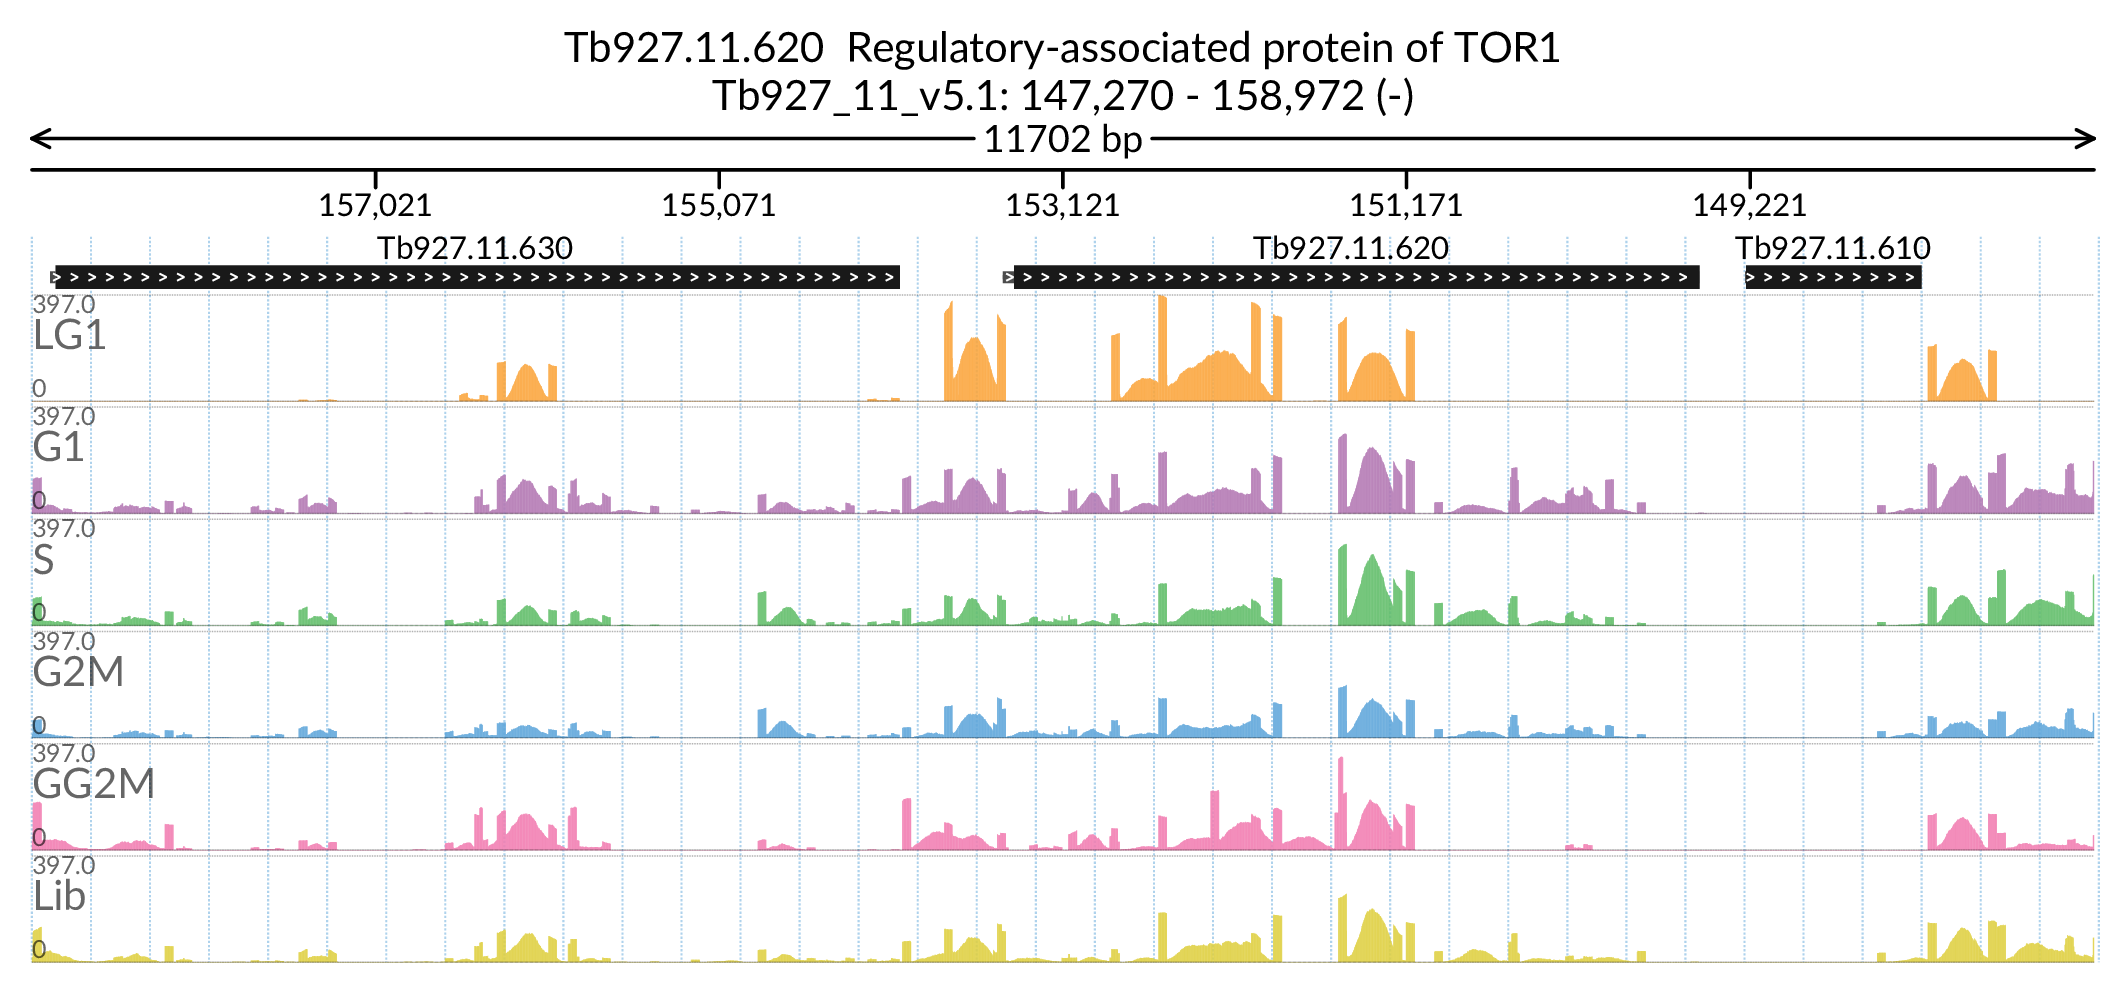 Tb927.11.620  Regulatory-associated protein of TOR1
Tb927_11_v5.1: 147,270 - 158,972 (-)
11702 bp
157,021 155,071 153,121 151,171 149,221
Tb927.11.630 Tb927.11.620 Tb927.11.610
397.0
LG1
0
397.0
G1
0
397.0
S
0
397.0
G2M
0
397.0
GG2M
0
397.0
Lib
0